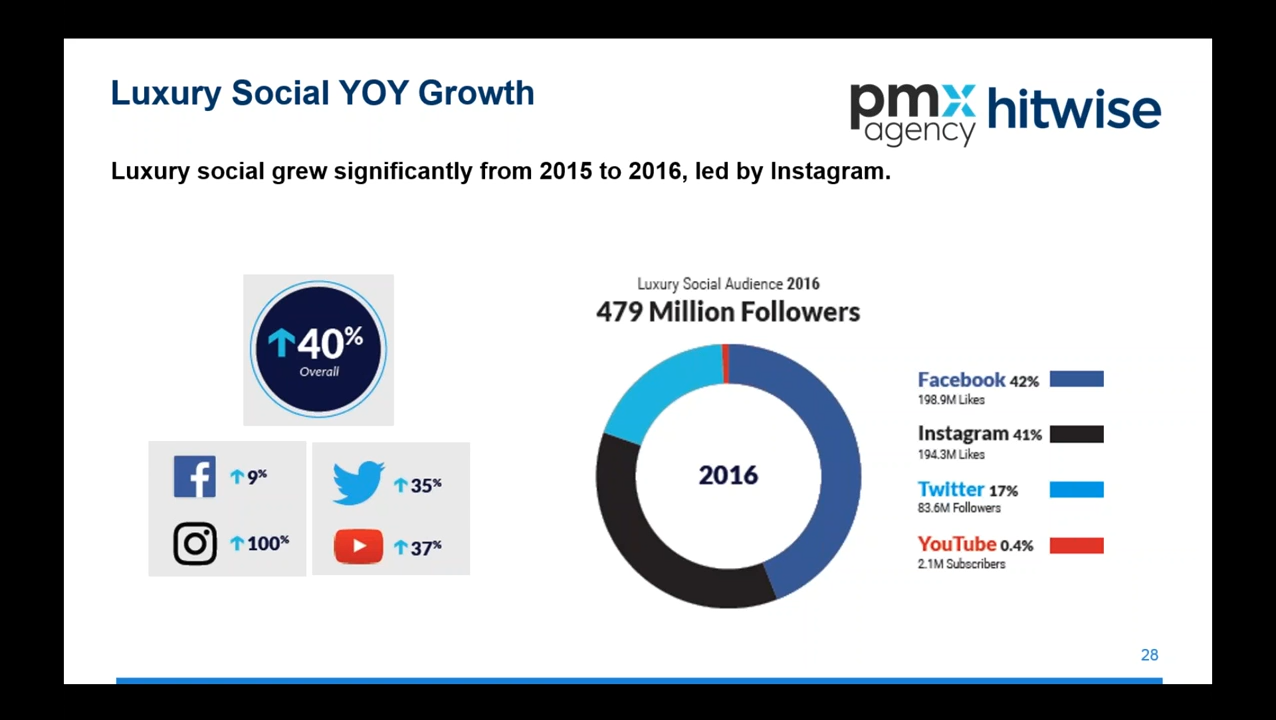 Luxury Social YOY Growth
pmx agency hitwise
Luxury social grew significantly from 2015 to 2016, led by Instagram.
40%
Overall
9%
100%
35%
37%
Luxury Social Audience 2016
479 Million Followers
2016
Facebook 42%
198.9M Likes
Instagram 41%
194.3M Likes
Twitter 17%
83.6M Followers
YouTube 0.4%
2.1M Subscribers
28